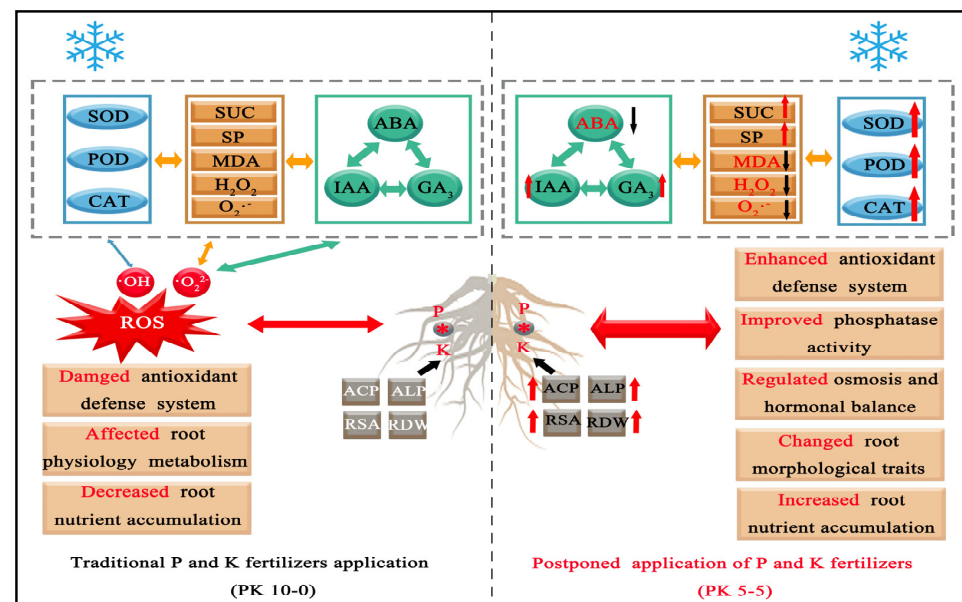 SOD
POD
CAT
SUC
SP
MDA
H₂O₂
O₂·⁻
ABA
IAA
GA₃
·OH
·O₂²⁻
ROS
Damged antioxidant
defense system
Affected root
physiology metabolism
Decreased root
nutrient accumulation
P
*
K
ACP
ALP
RSA
RDW
Traditional P and K fertilizers application
(PK 10-0)
ABA
IAA
GA₃
SUC
SP
MDA
H₂O₂
O₂·⁻
SOD
POD
CAT
P
*
K
ACP
ALP
RSA
RDW
Enhanced antioxidant
defense system
Improved phosphatase
activity
Regulated osmosis and
hormonal balance
Changed root
morphological traits
Increased root
nutrient accumulation
Postponed application of P and K fertilizers
(PK 5-5)